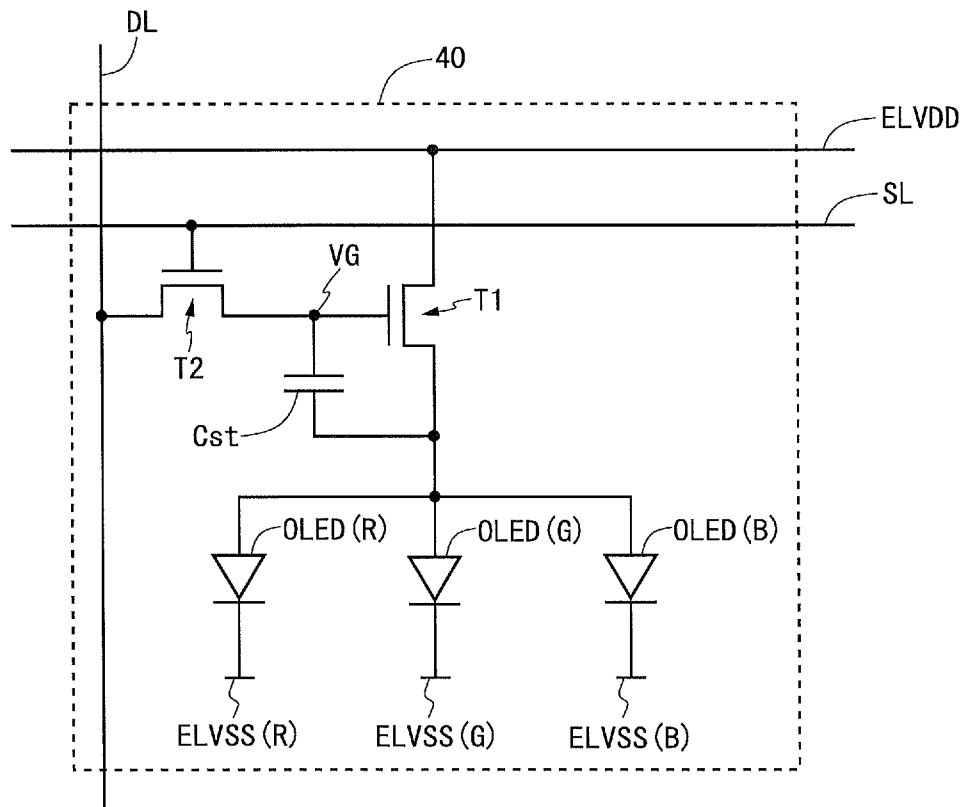 DL
40
ELVDD
SL
VG
T1
T2
Cst
OLED(R)
OLED(G)
OLED(B)
ELVSS(R)
ELVSS(G)
ELVSS(B)